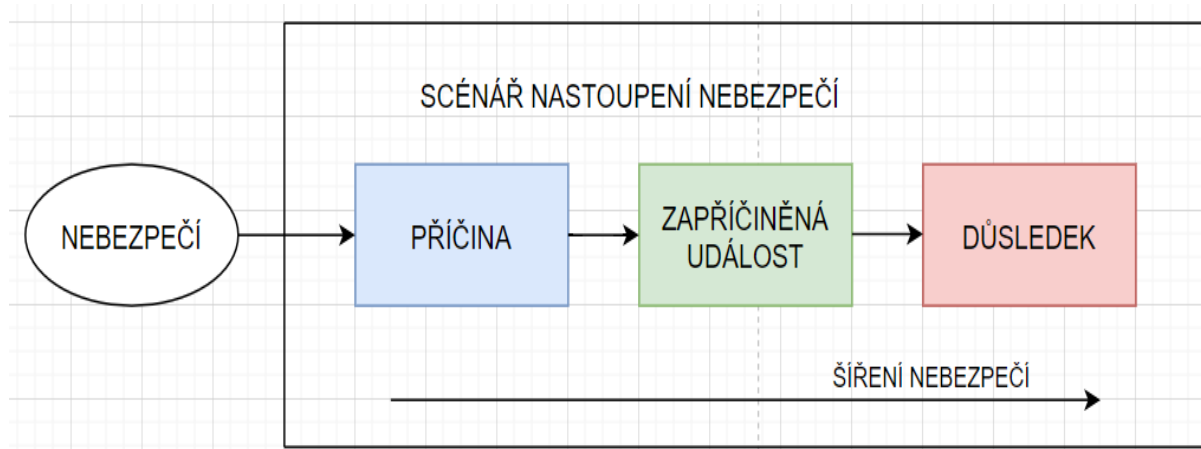 SCÉNÁŘ NASTOUPENÍ NEBEZPEČÍ
NEBEZPEČÍ
PŘÍČINA
ZAPŘÍČINĚNÁ
UDÁLOST
DŮSLEDEK
ŠÍŘENÍ NEBEZPEČÍ